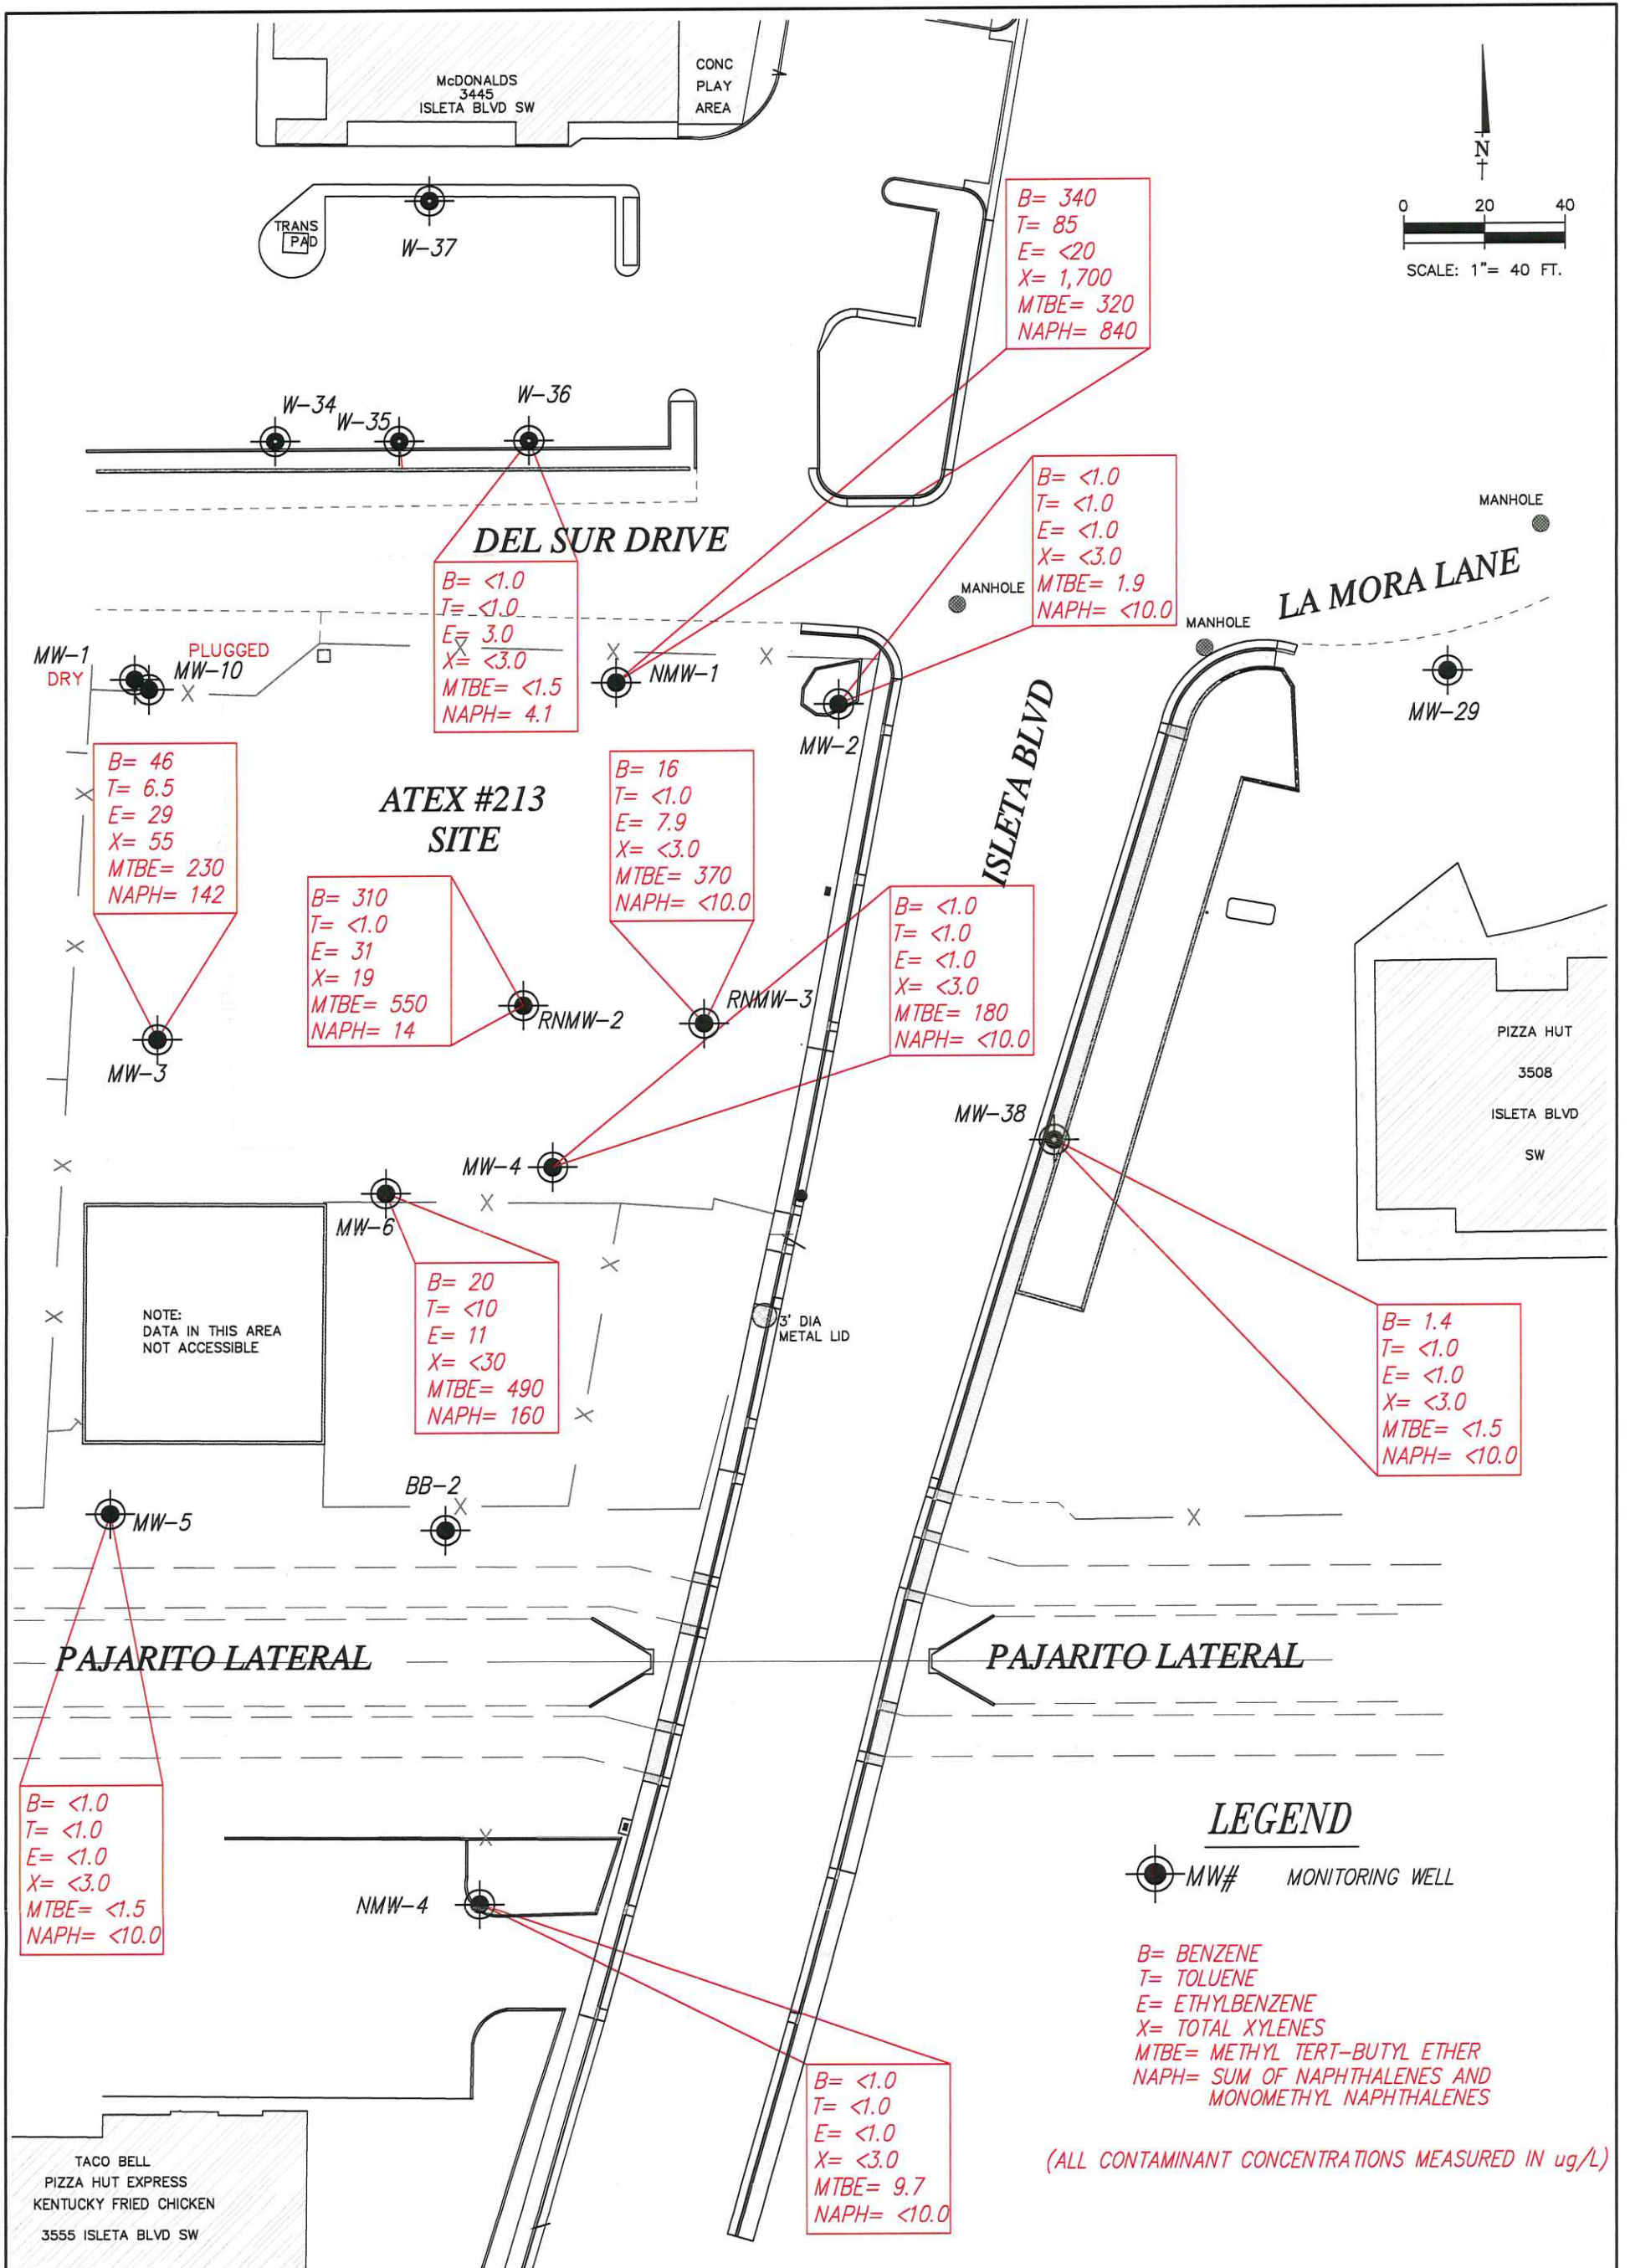 McDONALDS
3445
ISLETA BLVD SW
CONC
PLAY
AREA
N
0 20 40
SCALE: 1"= 40 FT.
TRANS
PAD
W-37
B= 340
T= 85
E= <20
X= 1,700
MTBE= 320
NAPH= 840
W-34
W-35
W-36
DEL SUR DRIVE
B= <1.0
T= <1.0
E= <1.0
X= <3.0
MTBE= 1.9
NAPH= <10.0
MANHOLE
MANHOLE
MANHOLE
LA MORA LANE
B= <1.0
T= <1.0
E= 3.0
X= <3.0
MTBE= <1.5
NAPH= 4.1
MW-1
DRY
PLUGGED
MW-10
NMW-1
MW-2
MW-29
ISLETA BLVD
B= 46
T= 6.5
E= 29
X= 55
MTBE= 230
NAPH= 142
ATEX #213
SITE
B= 16
T= <1.0
E= 7.9
X= <3.0
MTBE= 370
NAPH= <10.0
B= 310
T= <1.0
E= 31
X= 19
MTBE= 550
NAPH= 14
B= <1.0
T= <1.0
E= <1.0
X= <3.0
MTBE= 180
NAPH= <10.0
RNMW-2
RNMW-3
MW-3
PIZZA HUT
3508
ISLETA BLVD
SW
MW-38
MW-4
MW-6
B= 20
T= <10
E= 11
X= <30
MTBE= 490
NAPH= 160
NOTE:
DATA IN THIS AREA
NOT ACCESSIBLE
3' DIA
METAL LID
B= 1.4
T= <1.0
E= <1.0
X= <3.0
MTBE= <1.5
NAPH= <10.0
BB-2
MW-5
PAJARITO LATERAL
PAJARITO LATERAL
B= <1.0
T= <1.0
E= <1.0
X= <3.0
MTBE= <1.5
NAPH= <10.0
NMW-4
LEGEND
MW# MONITORING WELL
B= BENZENE
T= TOLUENE
E= ETHYLBENZENE
X= TOTAL XYLENES
MTBE= METHYL TERT-BUTYL ETHER
NAPH= SUM OF NAPHTHALENES AND
MONOMETHYL NAPHTHALENES
B= <1.0
T= <1.0
E= <1.0
X= <3.0
MTBE= 9.7
NAPH= <10.0
(ALL CONTAMINANT CONCENTRATIONS MEASURED IN ug/L)
TACO BELL
PIZZA HUT EXPRESS
KENTUCKY FRIED CHICKEN
3555 ISLETA BLVD SW